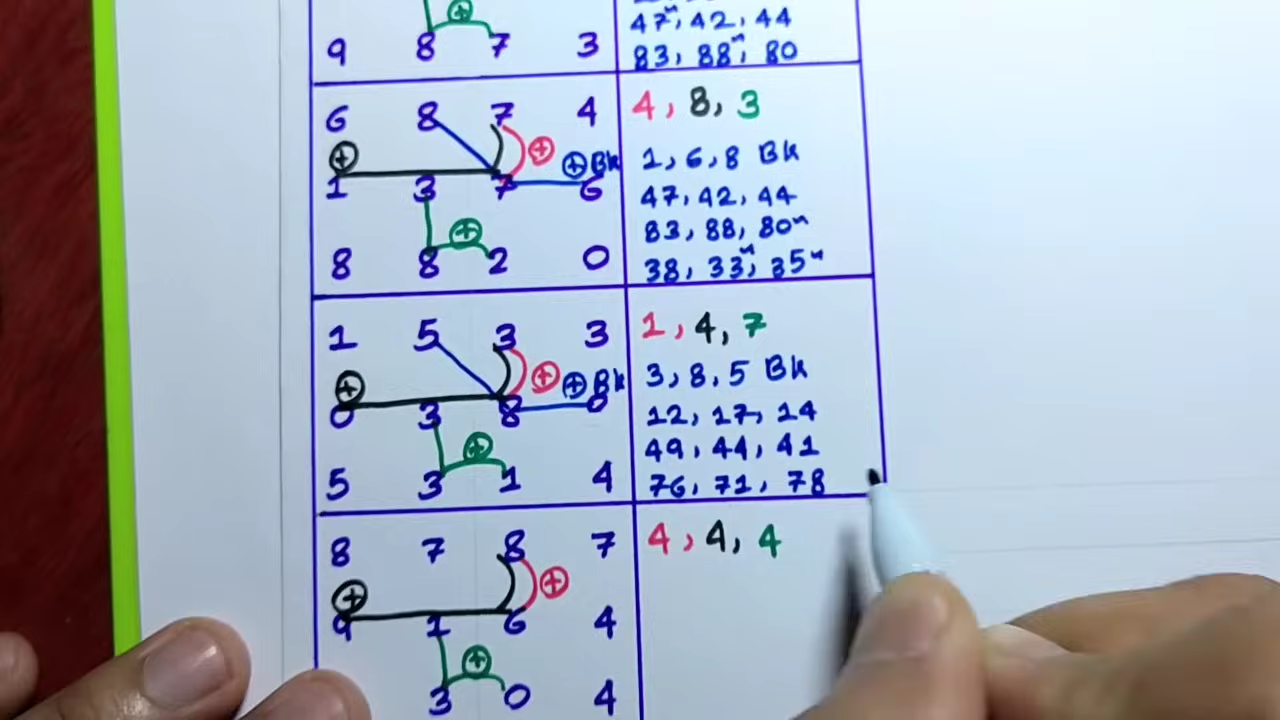 47", 42, 44
9 8 7 3
83, 88", 80
6 8 7 4
4, 8, 3
+ + + Bk
1, 6, 8 Bk
1 3 7 6
47, 42, 44
+
83, 88, 80"
8 8 2 0
38, 33", 35"
1 5 3 3
1, 4, 7
+ + + Bk
3, 8, 5 Bk
0 3 8 0
12, 17, 14
+
49, 44, 41
5 3 1 4
76, 71, 78
8 7 8 7
4, 4, 4
+ +
9 1 6 4
+
3 0 4